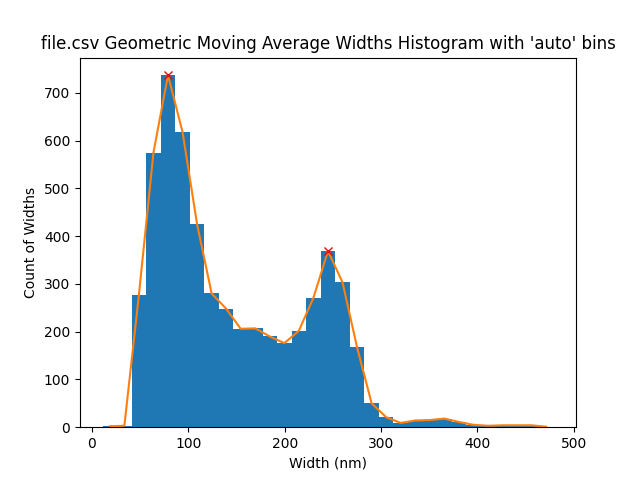 file.csv Geometric Moving Average Widths Histogram with 'auto' bins
700
600
500
400
300
200
100
0
Count of Widths
0 100 200 300 400 500
Width (nm)